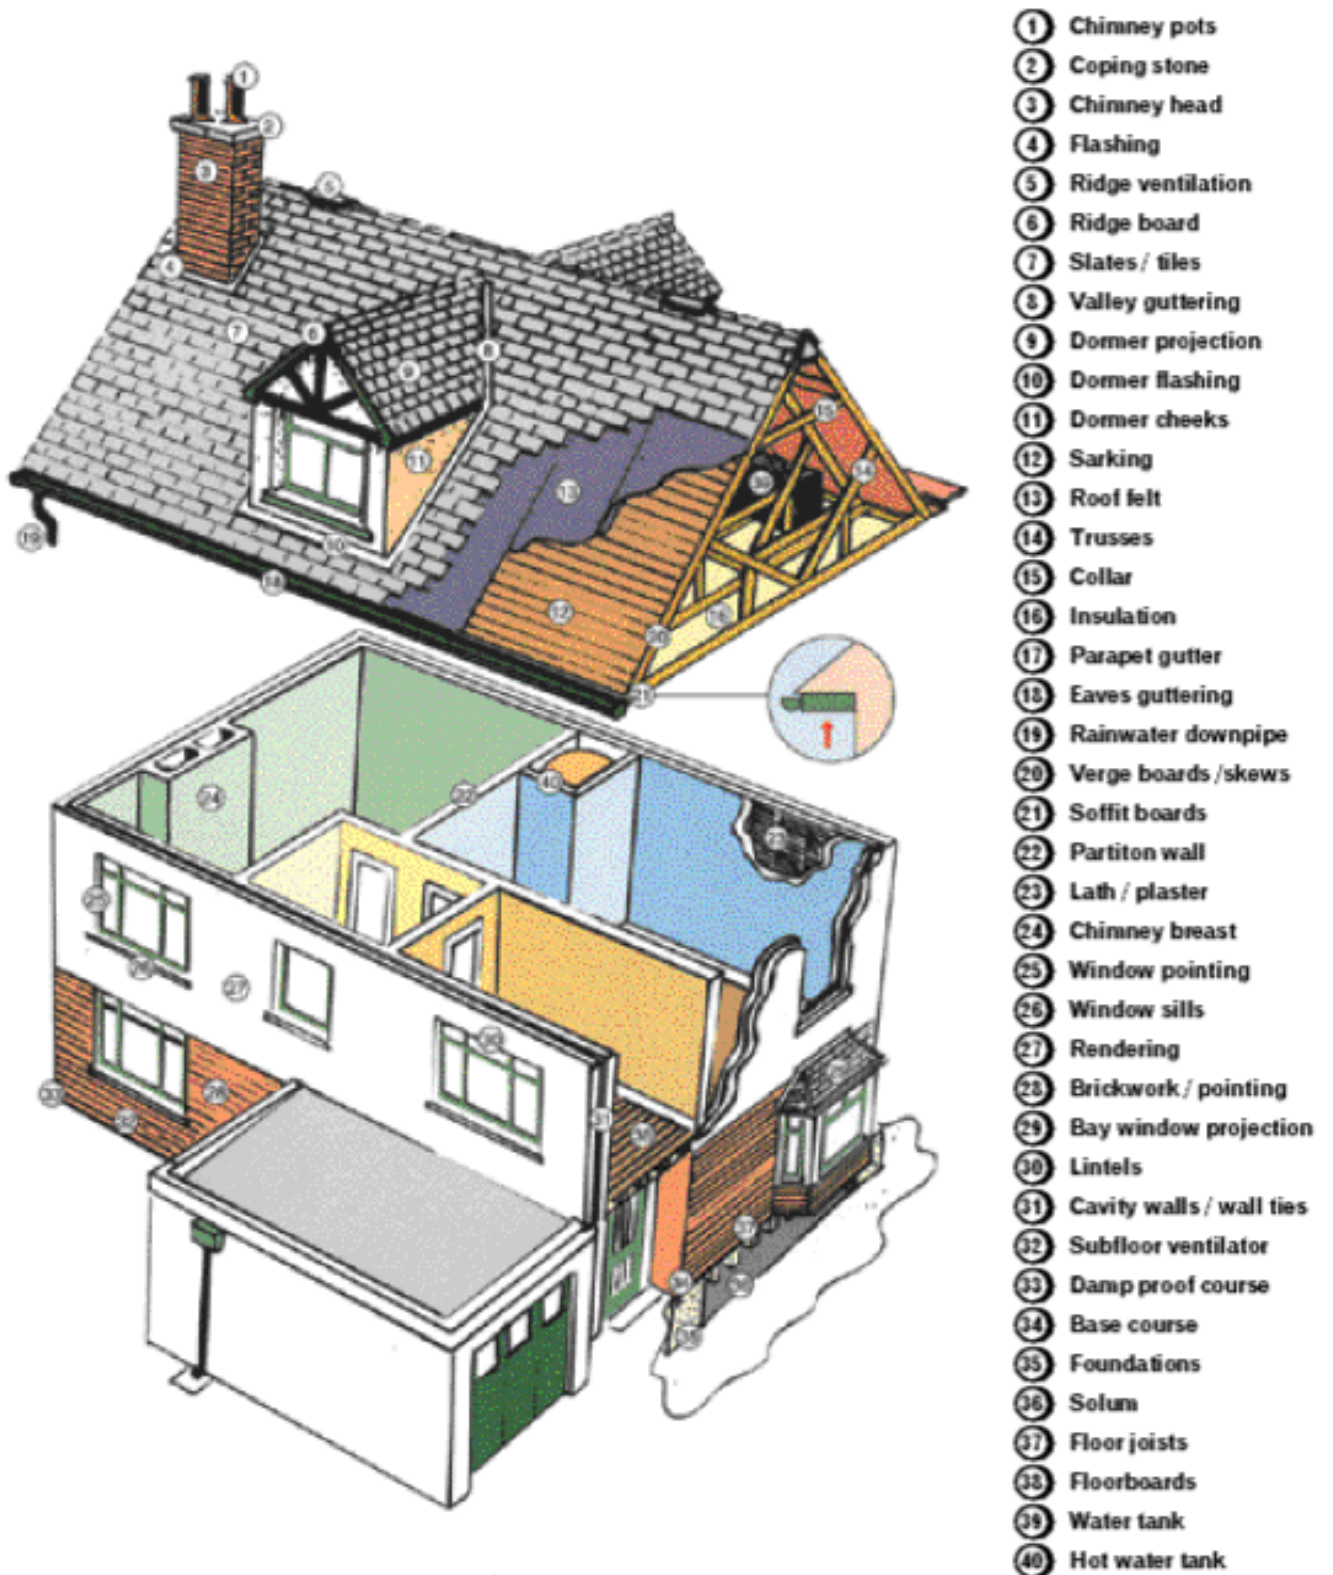 1 Chimney pots
2 Coping stone
3 Chimney head
4 Flashing
5 Ridge ventilation
6 Ridge board
7 Slates / tiles
8 Valley guttering
9 Dormer projection
10 Dormer flashing
11 Dormer cheeks
12 Sarking
13 Roof felt
14 Trusses
15 Collar
16 Insulation
17 Parapet gutter
18 Eaves guttering
19 Rainwater downpipe
20 Verge boards /skews
21 Soffit boards
22 Partiton wall
23 Lath / plaster
24 Chimney breast
25 Window pointing
26 Window sills
27 Rendering
28 Brickwork / pointing
29 Bay window projection
30 Lintels
31 Cavity walls / wall ties
32 Subfloor ventilator
33 Damp proof course
34 Base course
35 Foundations
36 Solum
37 Floor joists
38 Floorboards
39 Water tank
40 Hot water tank